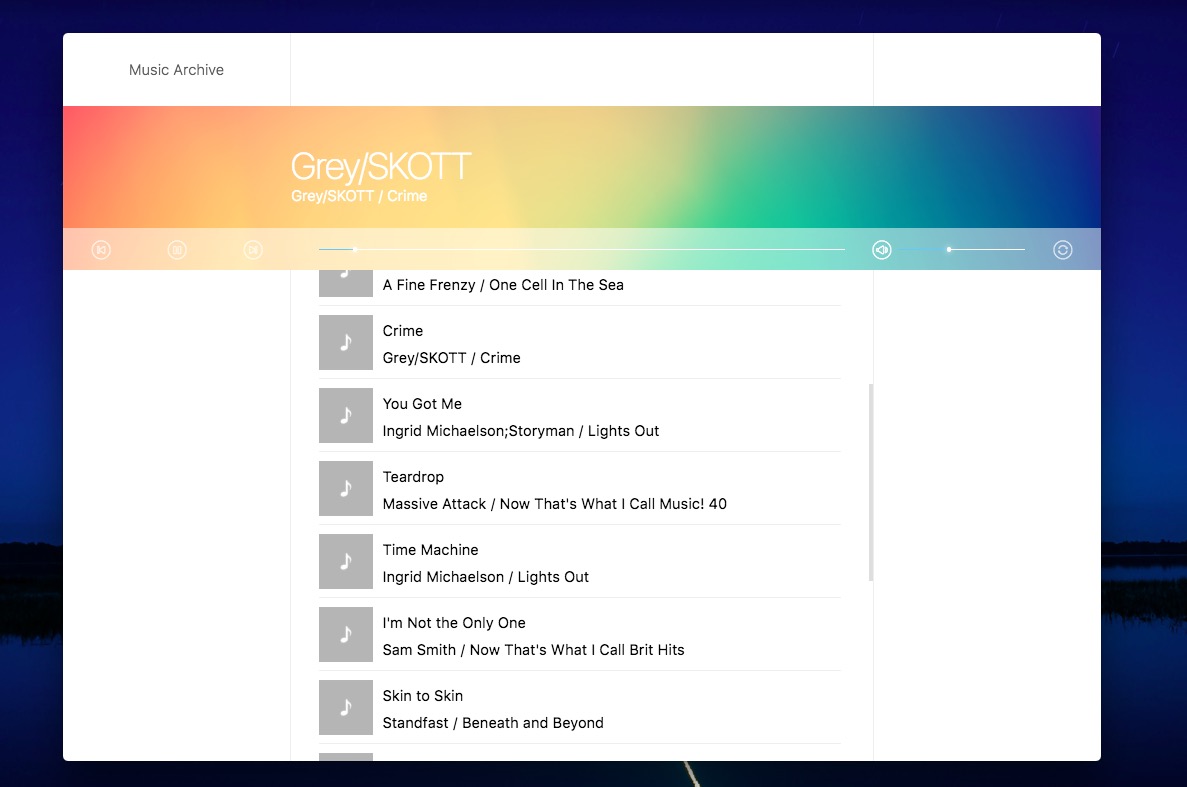 Music Archive
Grey/SKOTT
Grey/SKOTT / Crime
A Fine Frenzy / One Cell In The Sea
Crime
Grey/SKOTT / Crime
You Got Me
Ingrid Michaelson;Storyman / Lights Out
Teardrop
Massive Attack / Now That's What I Call Music! 40
Time Machine
Ingrid Michaelson / Lights Out
I'm Not the Only One
Sam Smith / Now That's What I Call Brit Hits
Skin to Skin
Standfast / Beneath and Beyond